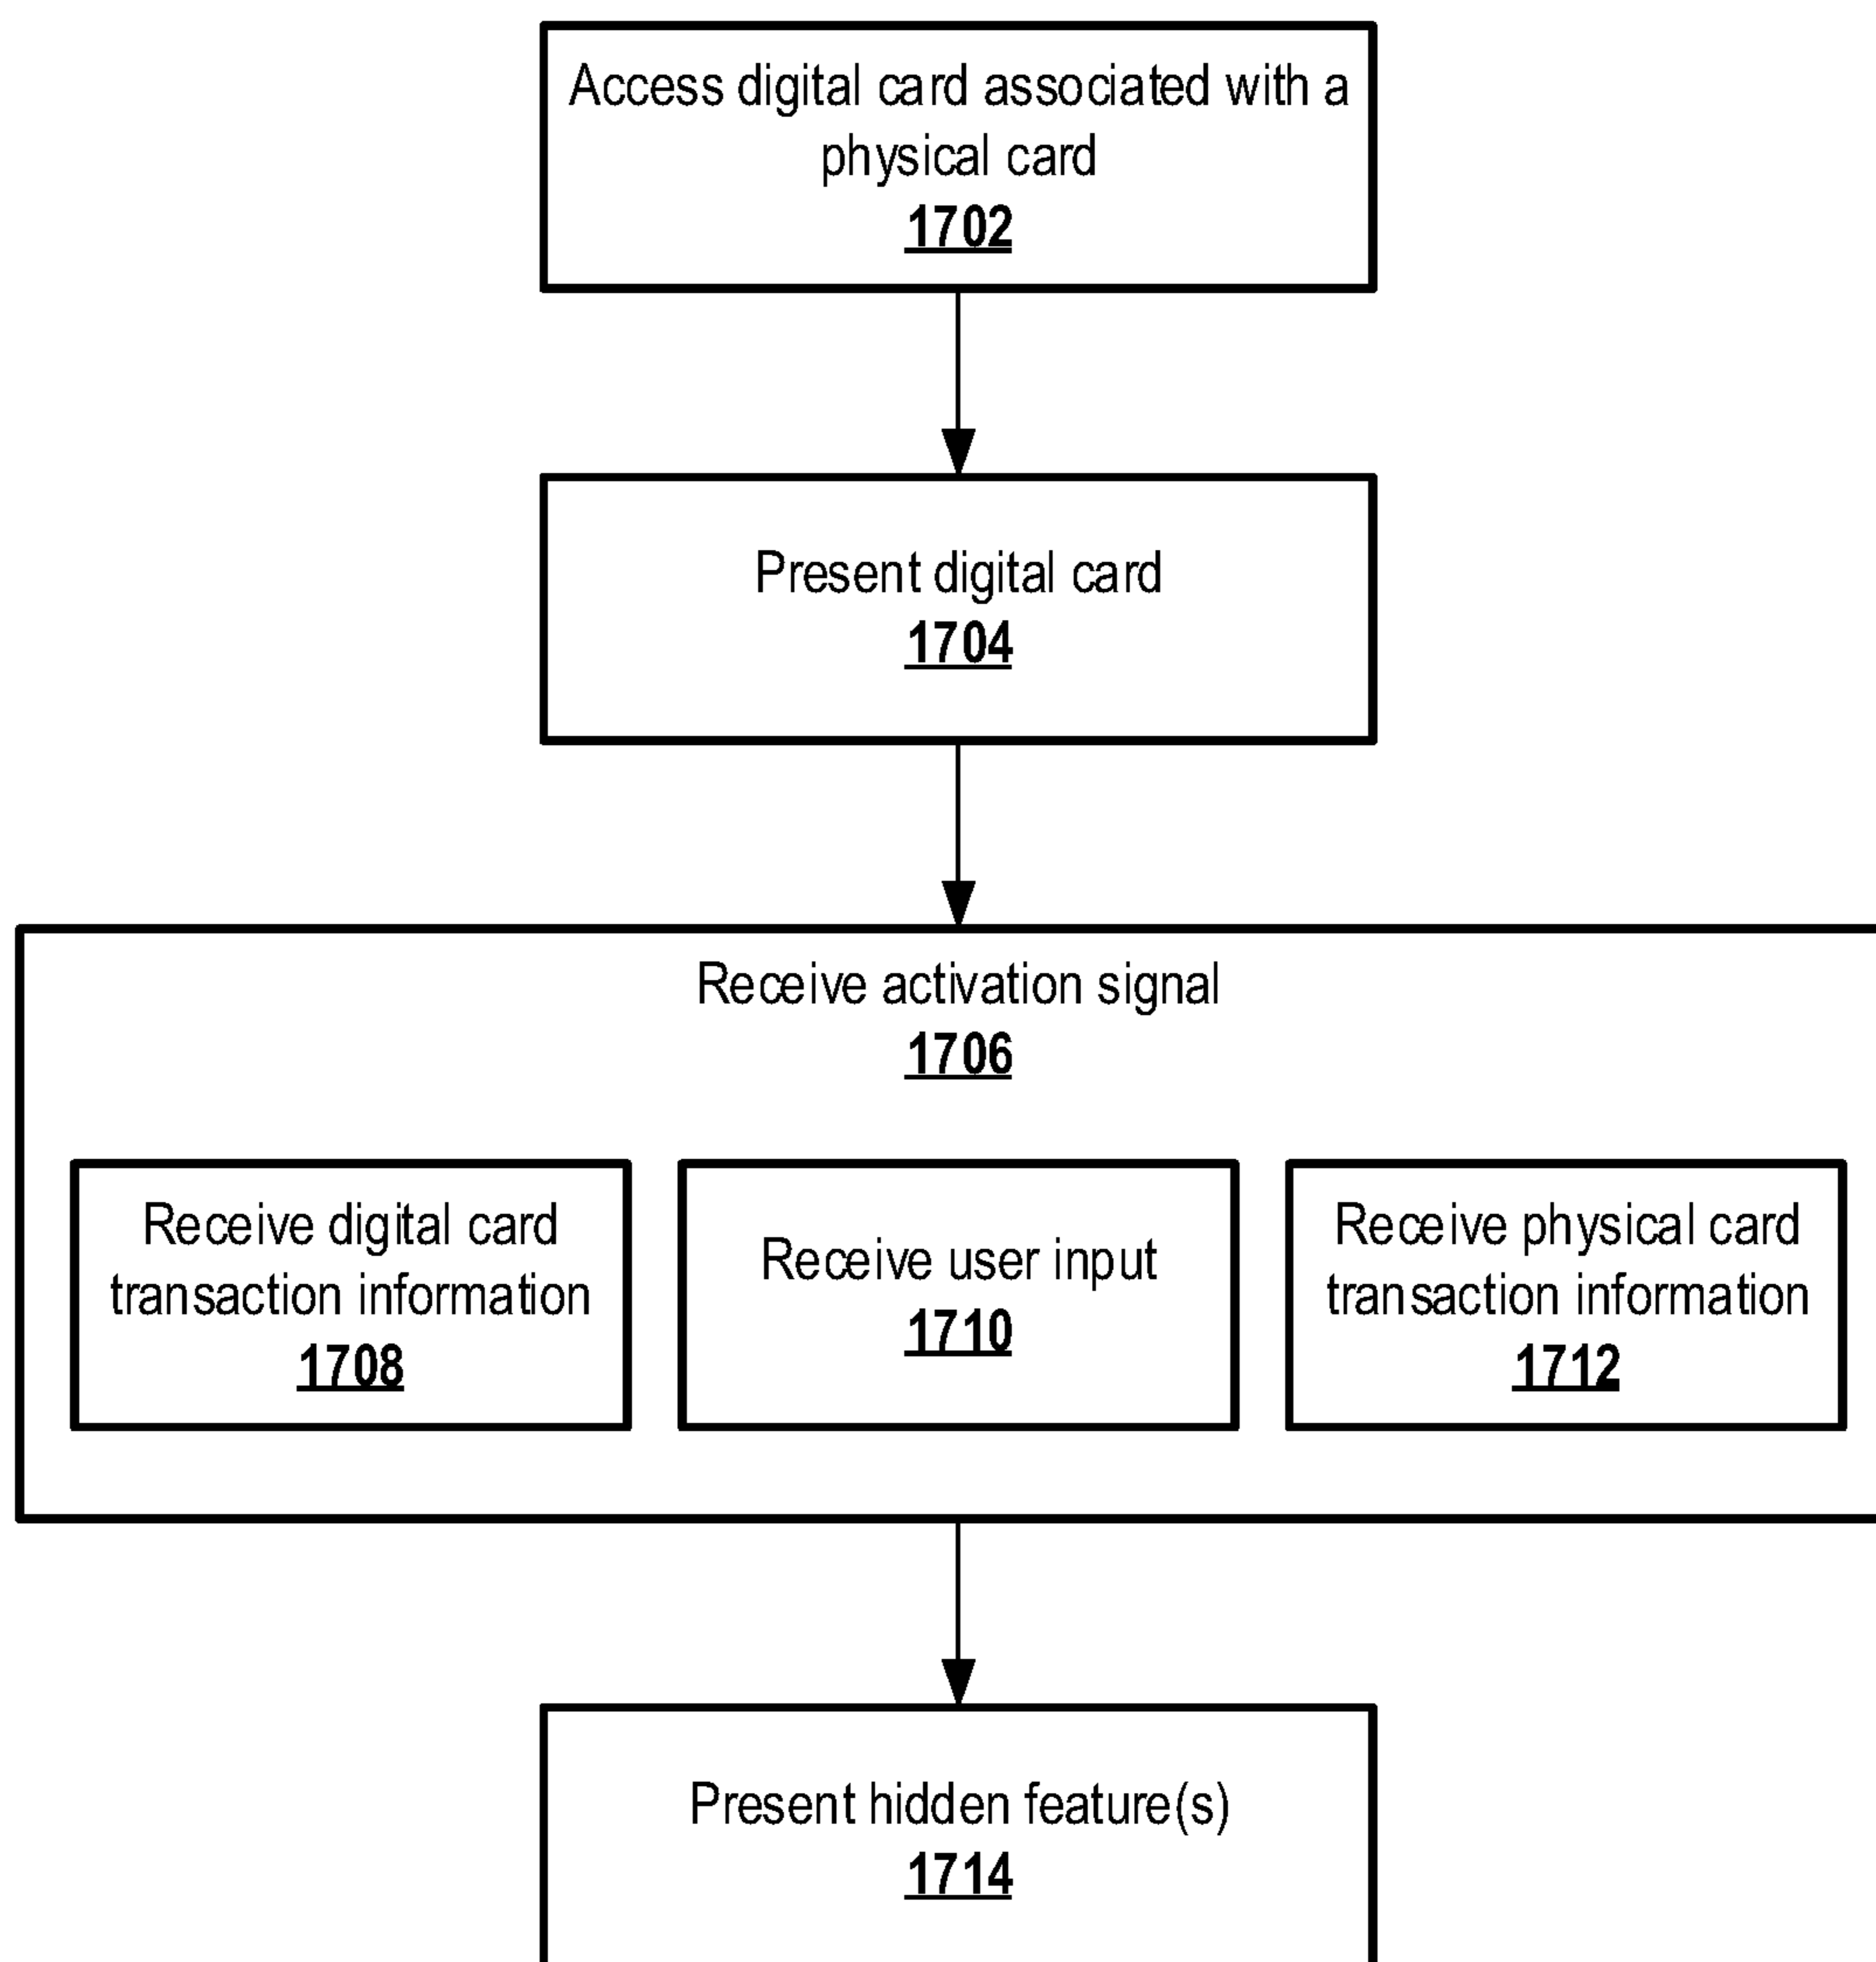 Access digital card associated with a
physical card
1702
Present digital card
1704
Receive activation signal
1706
Receive digital card
transaction information
1708
Receive user input
1710
Receive physical card
transaction information
1712
Present hidden feature(s)
1714